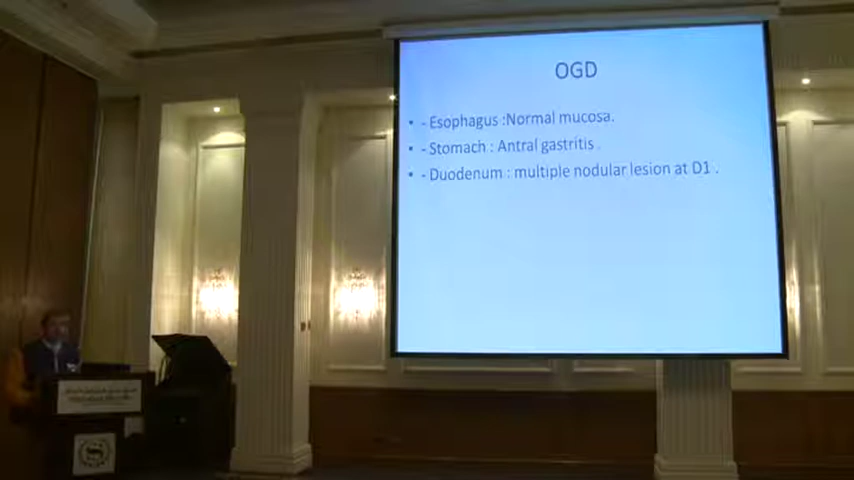 OGD
• - Esophagus :Normal mucosa.
• - Stomach : Antral gastritis .
• - Duodenum : multiple nodular lesion at D1 .